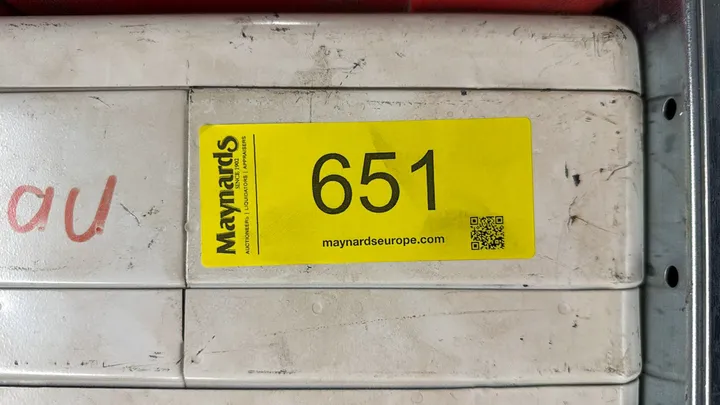 au
Maynards
SINCE 1902
AUCTIONEERS | LIQUIDATORS | APPRAISERS
651
maynardseurope.com